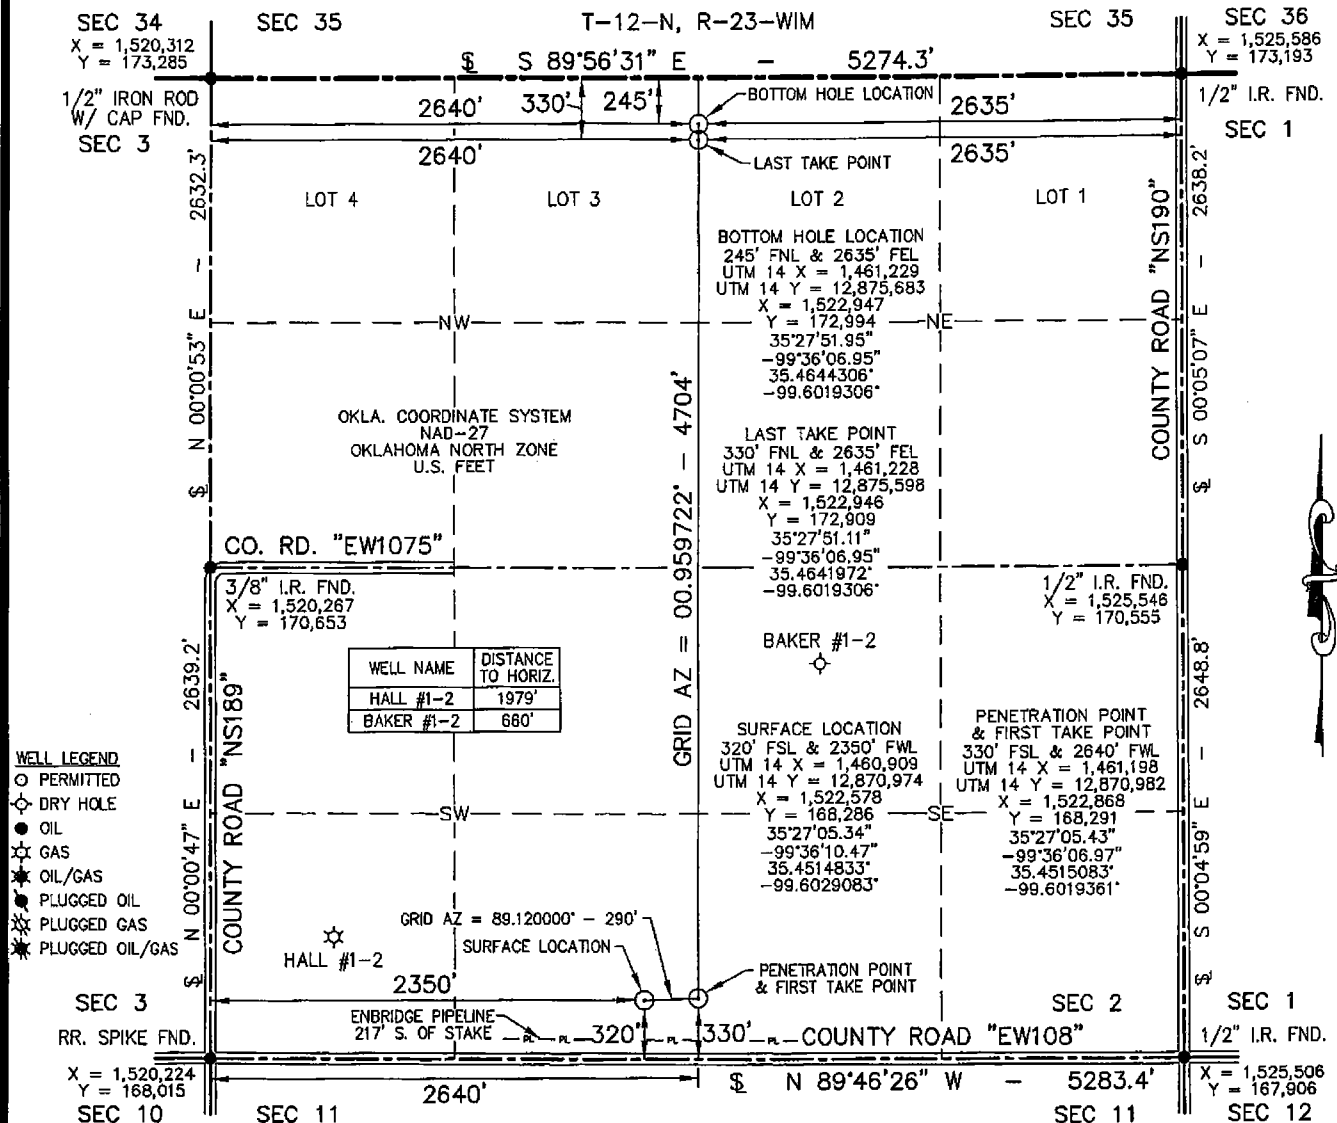 SEC 34
SEC 35
T-12-N, R-23-WIM
SEC 35
SEC 36
X = 1,520,312
Y = 173,285
S 89°56'31" E - 5274.3'
X = 1,525,586
Y = 173,193
1/2" IRON ROD
W/ CAP FND.
SEC 3
2640'
330'
245'
BOTTOM HOLE LOCATION
2635'
1/2" I.R. FND.
SEC 1
2640'
LAST TAKE POINT
2635'
LOT 4
LOT 3
LOT 2
LOT 1
N 00°00'53" E - 2632.3'
S 00°05'07" E - 2638.2'
COUNTY ROAD "NS190"
BOTTOM HOLE LOCATION
245' FNL & 2635' FEL
UTM 14 X = 1,461,229
UTM 14 Y = 12,875,683
X = 1,522,947
Y = 172,994
35°27'51.95"
-99°36'06.95"
35.4644306°
-99.6019306°
NW
NE
OKLA. COORDINATE SYSTEM
NAD-27
OKLAHOMA NORTH ZONE
U.S. FEET
GRID AZ = 00.959722° - 4704'
LAST TAKE POINT
330' FNL & 2635' FEL
UTM 14 X = 1,461,228
UTM 14 Y = 12,875,598
X = 1,522,946
Y = 172,909
35°27'51.11"
-99°36'06.95"
35.4641972°
-99.6019306°
CO. RD. "EW1075"
3/8" I.R. FND.
X = 1,520,267
Y = 170,653
1/2" I.R. FND.
X = 1,525,546
Y = 170,555
BAKER #1-2
WELL NAME
DISTANCE
TO HORIZ.
HALL #1-2
1979'
BAKER #1-2
660'
N 00°00'47" E - 2639.2'
COUNTY ROAD "NS189"
S 00°04'59" E - 2648.8'
SURFACE LOCATION
320' FSL & 2350' FWL
UTM 14 X = 1,460,909
UTM 14 Y = 12,870,974
X = 1,522,578
Y = 168,286
35°27'05.34"
-99°36'10.47"
35.4514833°
-99.6029083°
PENETRATION POINT
& FIRST TAKE POINT
330' FSL & 2640' FWL
UTM 14 X = 1,461,198
UTM 14 Y = 12,870,982
X = 1,522,868
Y = 168,291
35°27'05.43"
-99°36'06.97"
35.4515083°
-99.6019361°
SW
SE
WELL LEGEND
PERMITTED
DRY HOLE
OIL
GAS
OIL/GAS
PLUGGED OIL
PLUGGED GAS
PLUGGED OIL/GAS
HALL #1-2
GRID AZ = 89.120000° - 290'
SURFACE LOCATION
2350'
PENETRATION POINT
& FIRST TAKE POINT
SEC 3
SEC 2
SEC 1
RR. SPIKE FND.
ENBRIDGE PIPELINE
217' S. OF STAKE
PL
PL
320'
PL
330'
PL
COUNTY ROAD "EW108"
1/2" I.R. FND.
X = 1,520,224
Y = 168,015
2640'
N 89°46'26" W - 5283.4'
X = 1,525,506
Y = 167,906
SEC 10
SEC 11
SEC 11
SEC 12